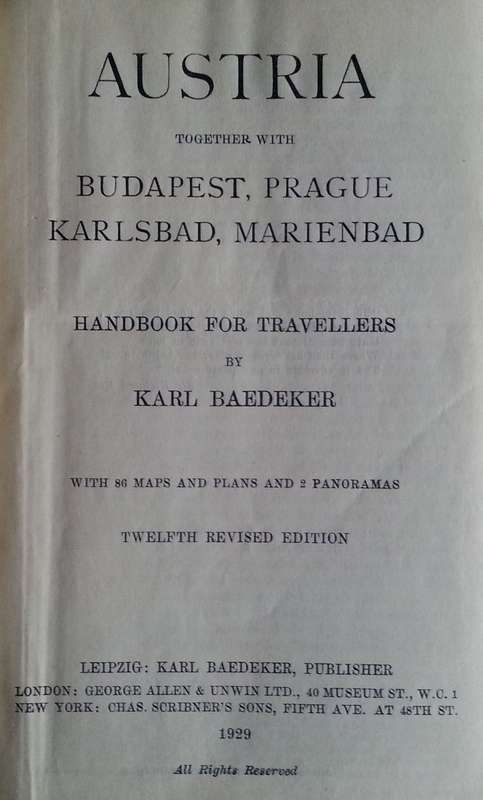 AUSTRIA
TOGETHER WITH
BUDAPEST, PRAGUE
KARLSBAD, MARIENBAD
HANDBOOK FOR TRAVELLERS
BY
KARL BAEDEKER
WITH 86 MAPS AND PLANS AND 2 PANORAMAS
TWELFTH REVISED EDITION
LEIPZIG: KARL BAEDEKER, PUBLISHER
LONDON: GEORGE ALLEN & UNWIN LTD., 40 MUSEUM ST., W.C. 1
NEW YORK: CHAS. SCRIBNER'S SONS, FIFTH AVE. AT 48TH ST.
1929
All Rights Reserved